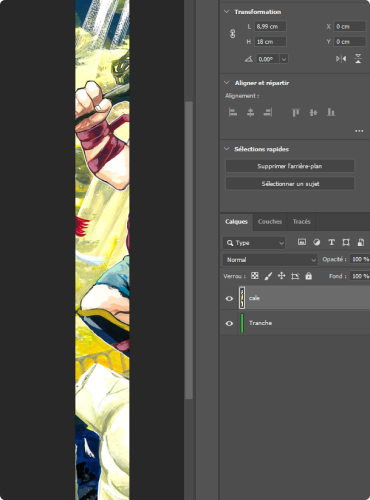 Transformation
L 8,99 cm X 0 cm
H 18 cm Y 0 cm
0,00°
Aligner et répartir
Alignement :
Sélections rapides
Supprimer l'arrière-plan
Sélectionner un sujet
Calques Couches Tracés
Type
Normal Opacité : 100 %
Verrou : Fond : 100 %
cale
Tranche